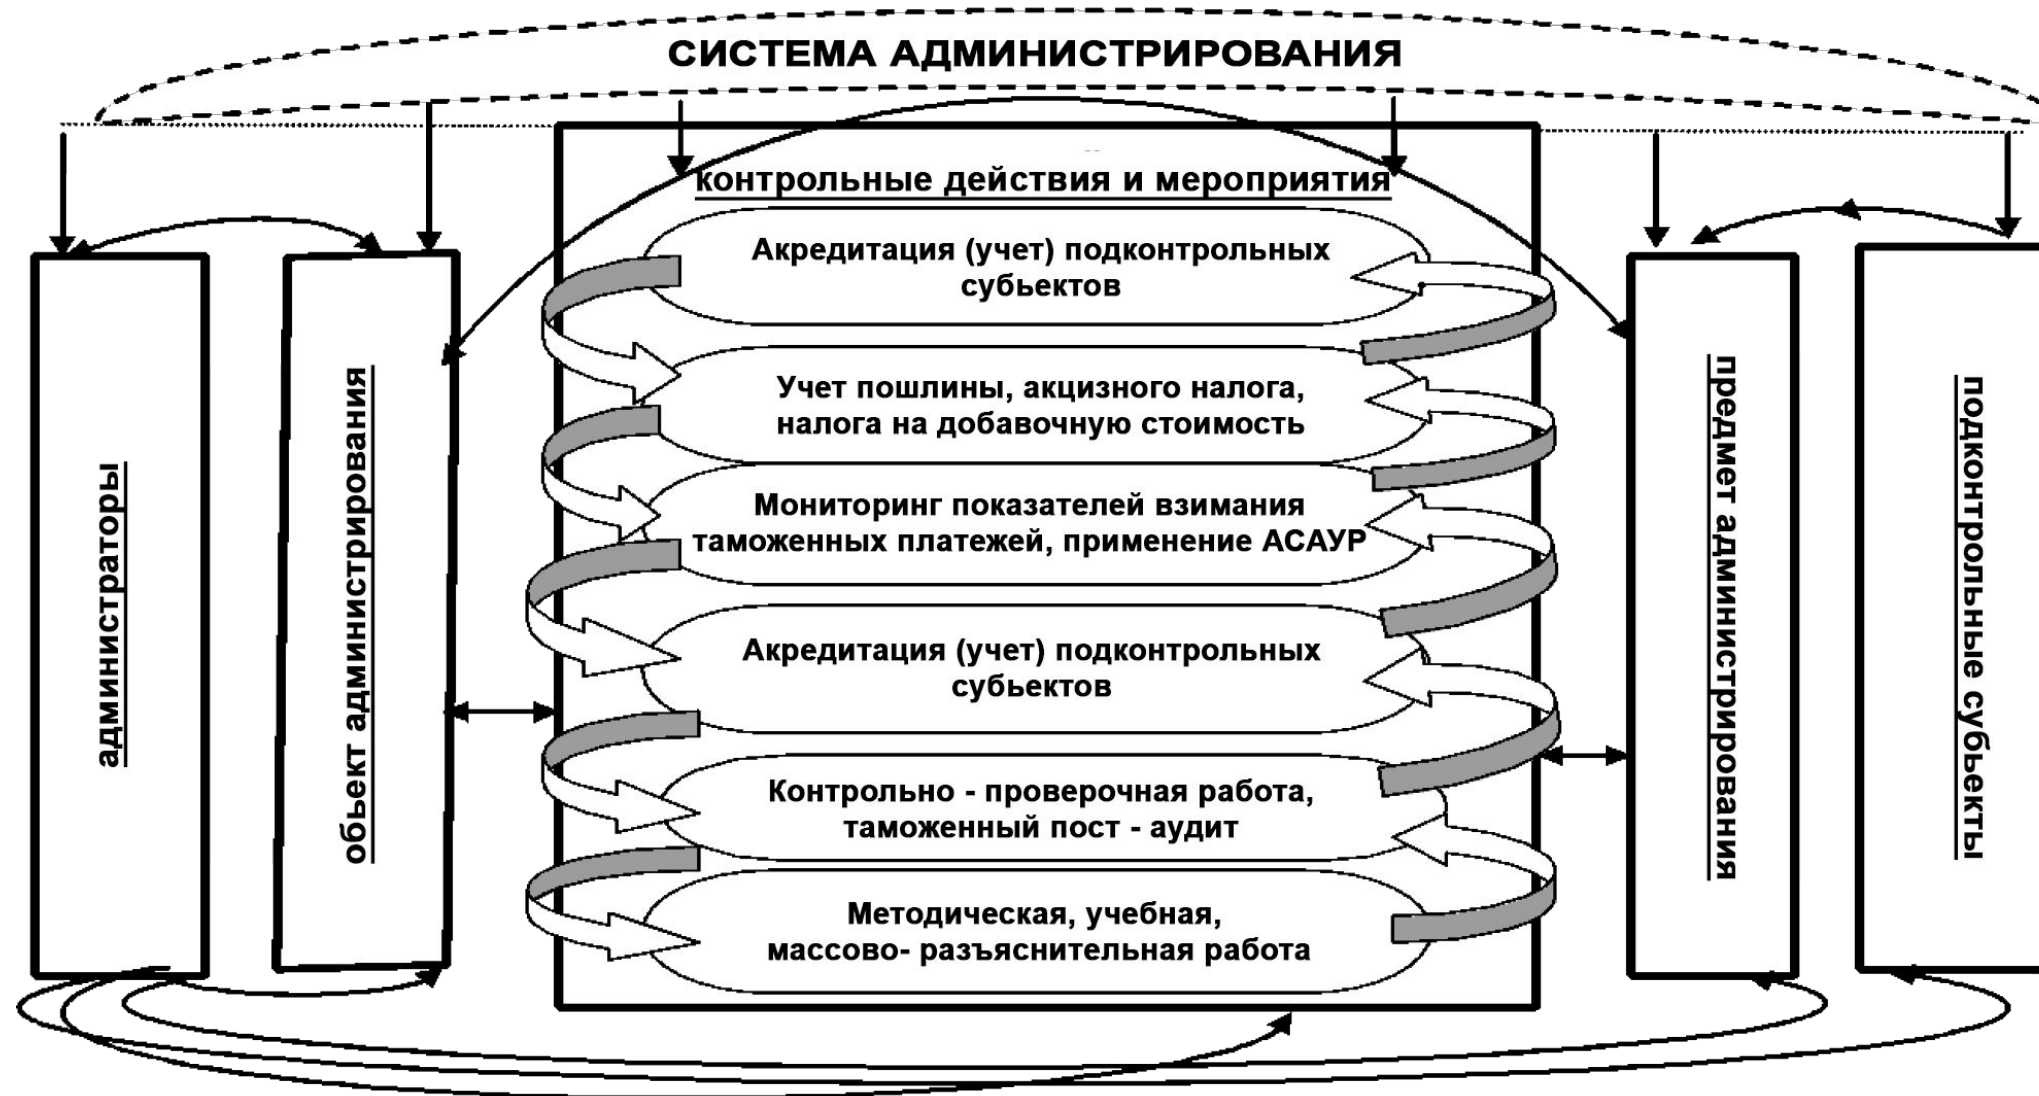 СИСТЕМА АДМИНИСТРИРОВАНИЯ
контрольные действия и мероприятия
администраторы
обьект администрирования
Акредитация (учет) подконтрольных
субьектов
Учет пошлины, акцизного налога,
налога на добавочную стоимость
Мониторинг показателей взимания
таможенных платежей, применение АСАУР
Акредитация (учет) подконтрольных
субьектов
Контрольно - проверочная работа,
таможенный пост - аудит
Методическая, учебная,
массово- разъяснительная работа
предмет администрирования
подконтрольные субьекты